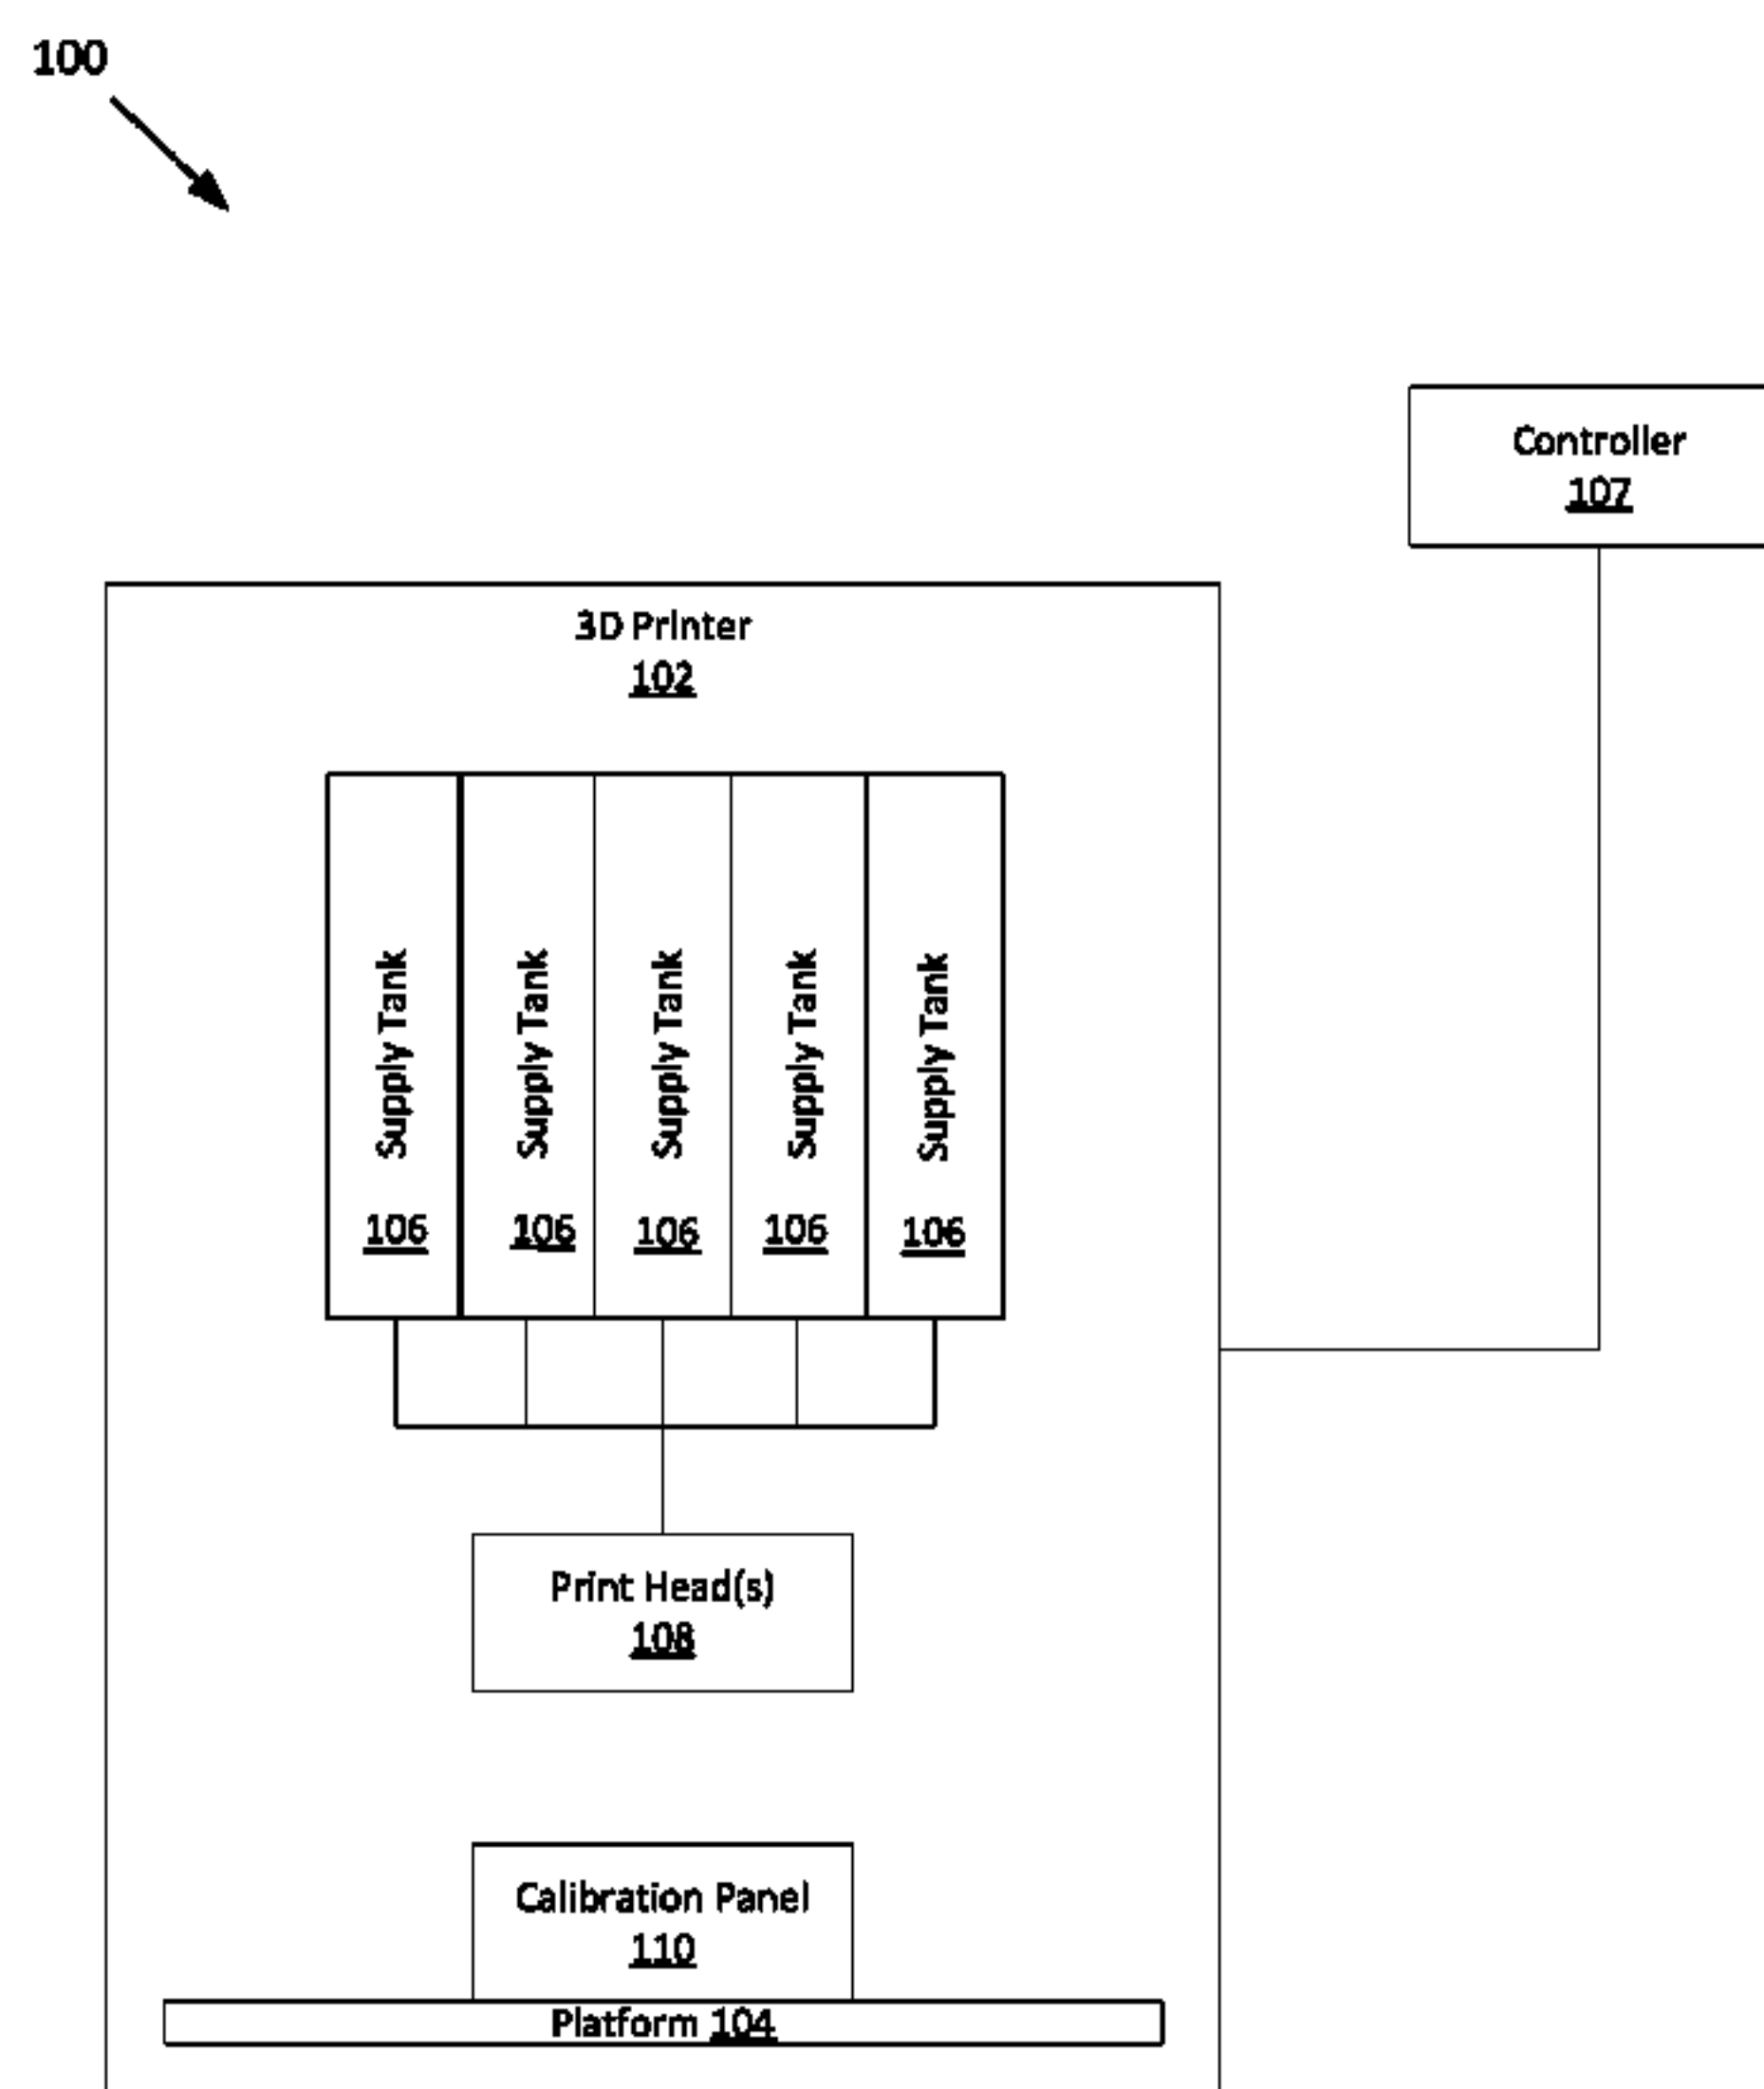 100
Controller
107
3D Printer
102
Supply Tank
106
Supply Tank
106
Supply Tank
106
Supply Tank
106
Supply Tank
106
Print Head(s)
108
Calibration Panel
110
Platform 104